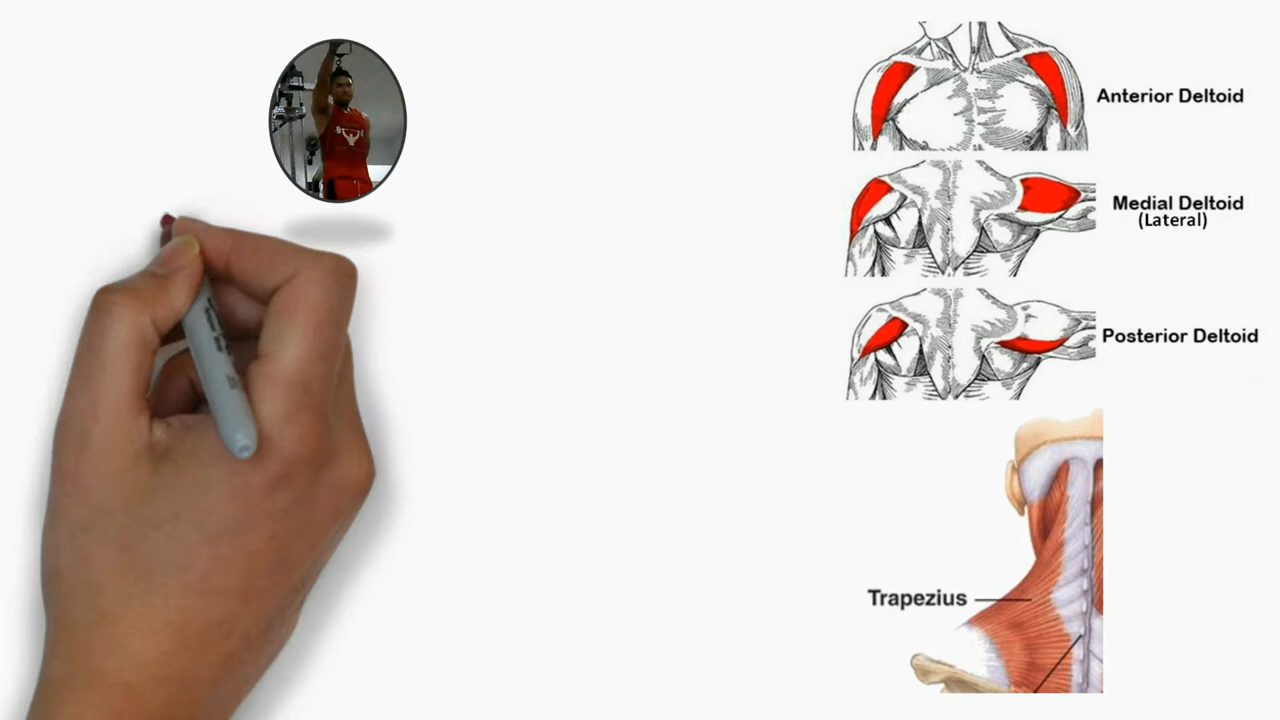 Anterior Deltoid
Medial Deltoid
(Lateral)
Posterior Deltoid
Trapezius